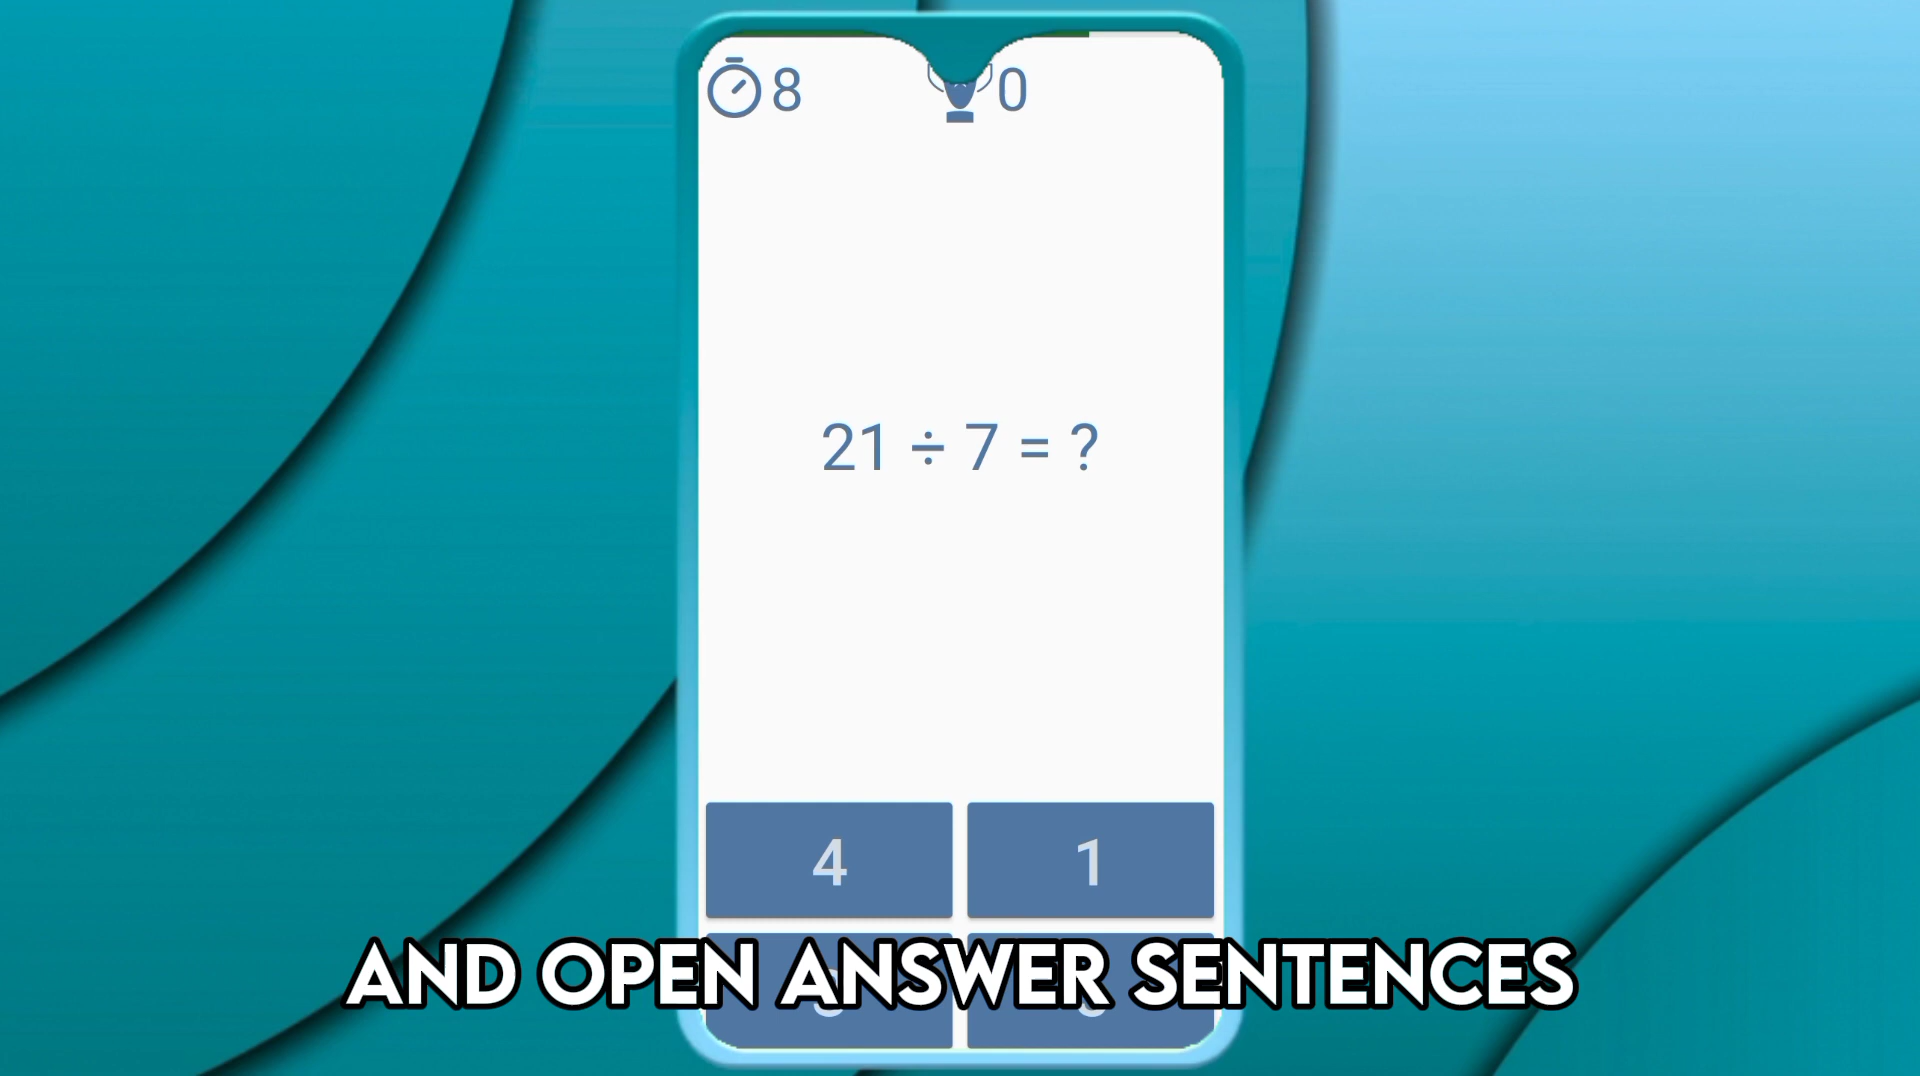 8 0
21 ÷ 7 = ?
4 1
AND OPEN ANSWER SENTENCES